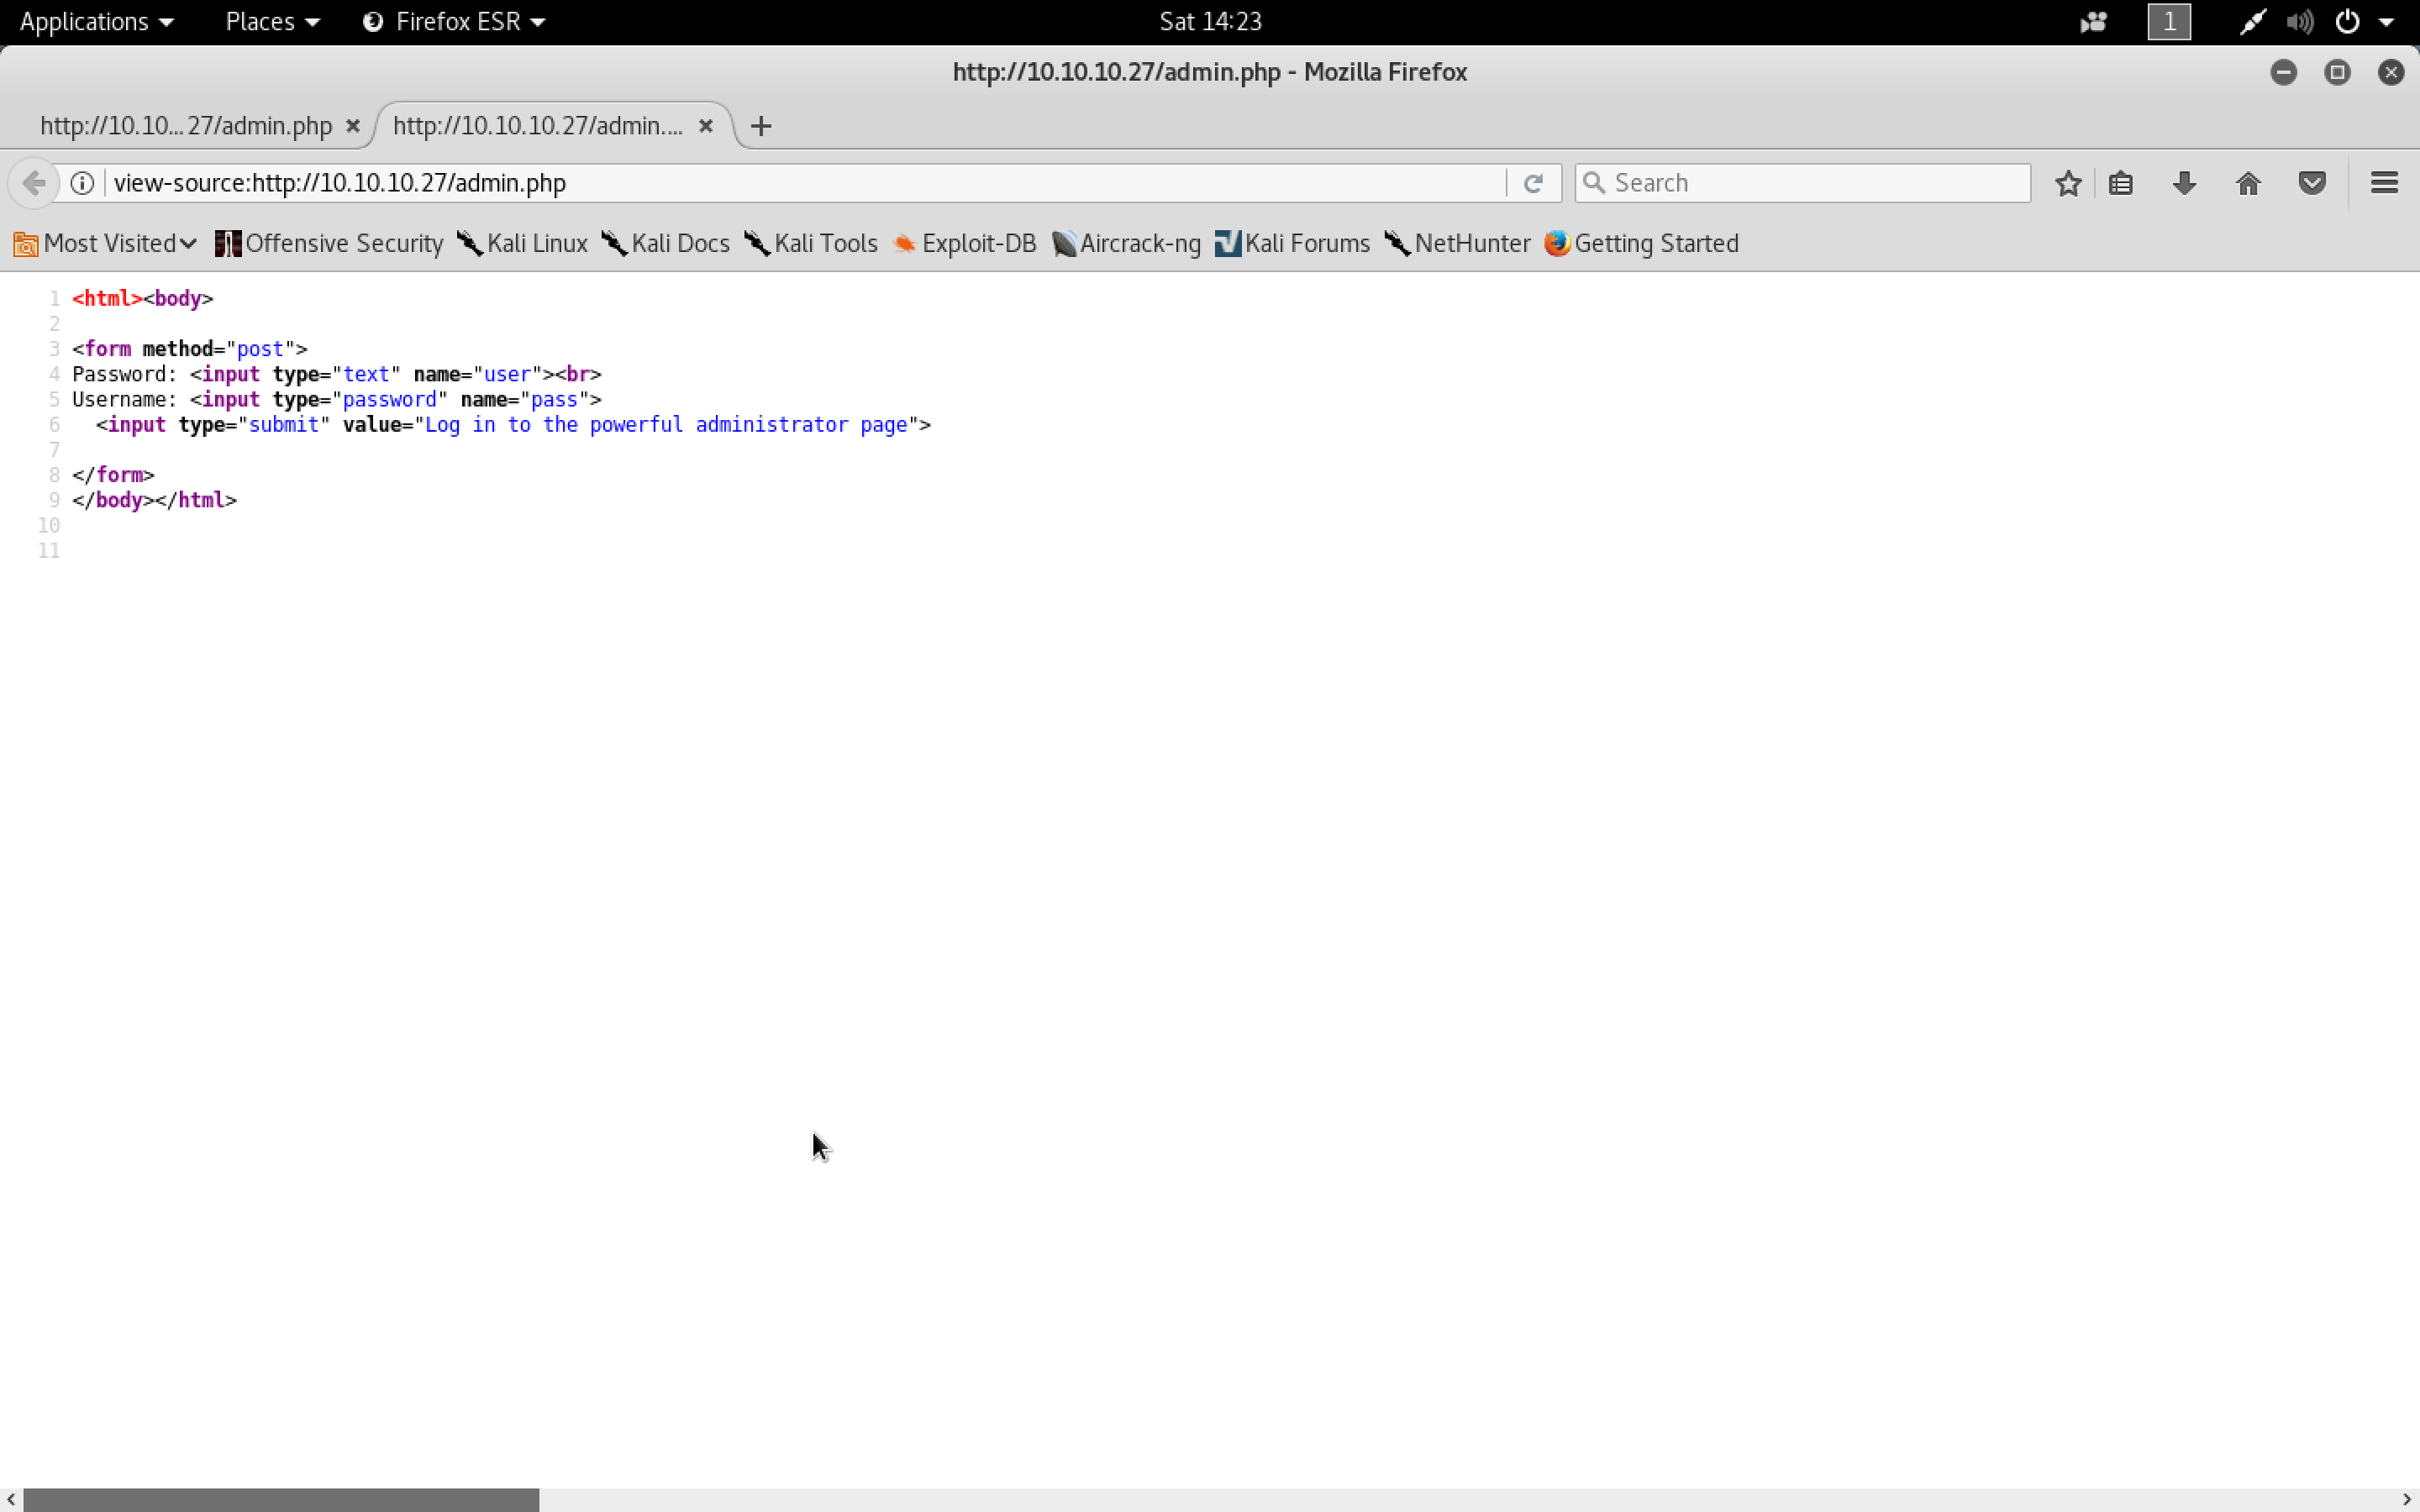 Applications Places Firefox ESR Sat 14:23 1
http://10.10.10.27/admin.php - Mozilla Firefox
http://10.10...27/admin.php http://10.10.10.27/admin....
view-source:http://10.10.10.27/admin.php Search
Most Visited Offensive Security Kali Linux Kali Docs Kali Tools Exploit-DB Aircrack-ng Kali Forums NetHunter Getting Started
1 <html><body>
2
3 <form method="post">
4 Password: <input type="text" name="user"><br>
5 Username: <input type="password" name="pass">
6   <input type="submit" value="Log in to the powerful administrator page">
7
8 </form>
9 </body></html>
10
11